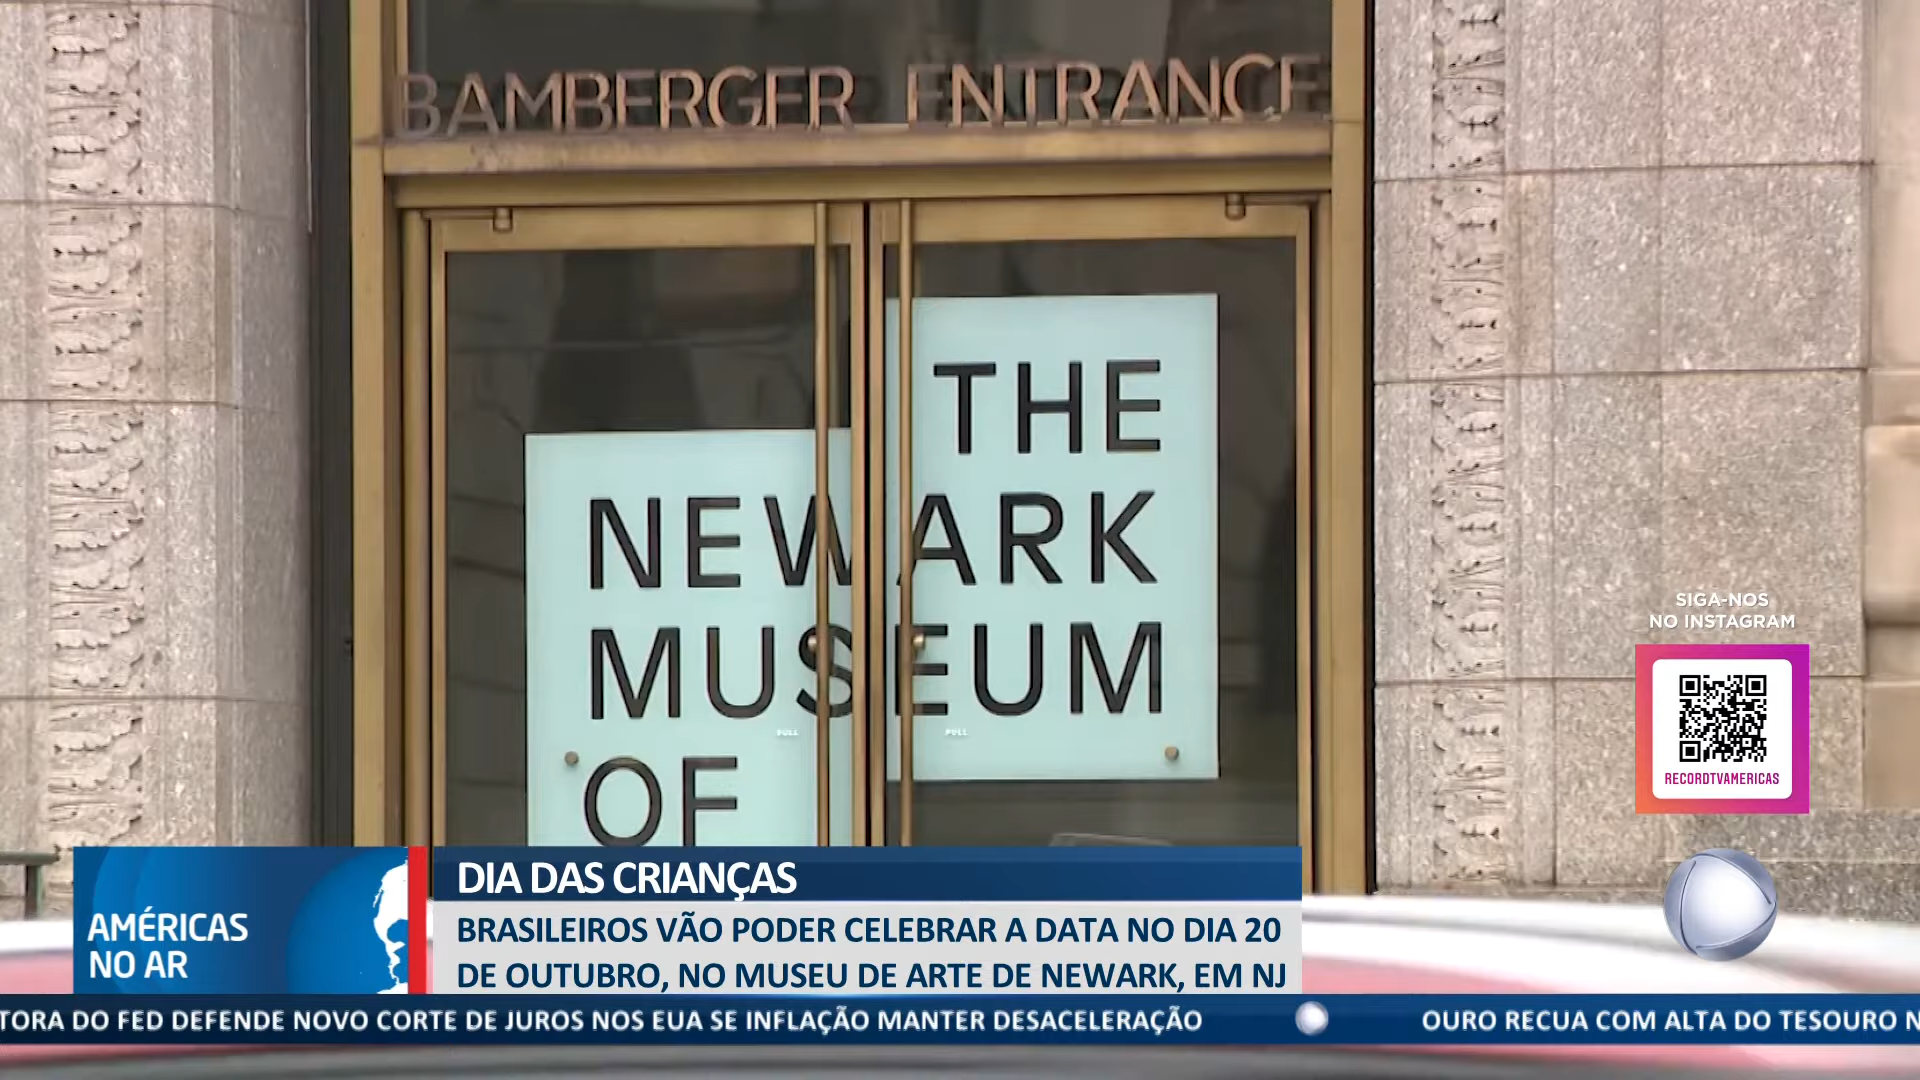 BAMBERGER ENTRANCE
THE
NEWARK
MUSEUM
OF
PULL
PULL
SIGA-NOS
NO INSTAGRAM
RECORDTVAMERICAS
DIA DAS CRIANÇAS
AMÉRICAS
NO AR
BRASILEIROS VÃO PODER CELEBRAR A DATA NO DIA 20
DE OUTUBRO, NO MUSEU DE ARTE DE NEWARK, EM NJ
TORA DO FED DEFENDE NOVO CORTE DE JUROS NOS EUA SE INFLAÇÃO MANTER DESACELERAÇÃO
OURO RECUA COM ALTA DO TESOURO N